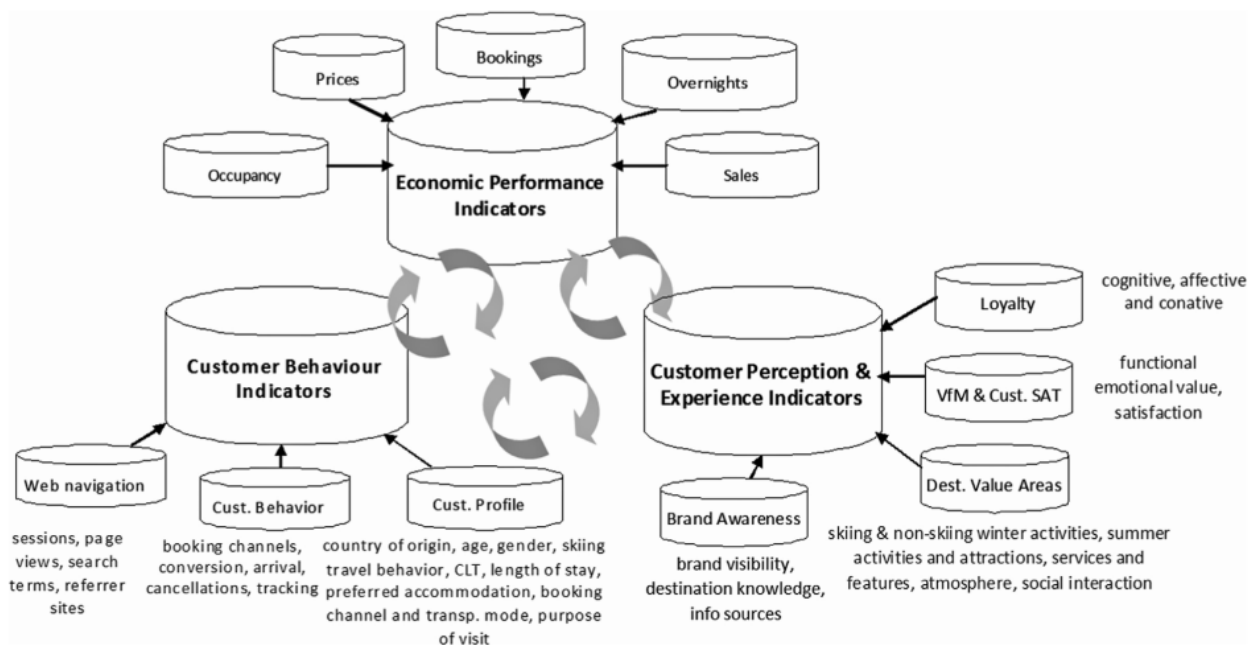 Bookings
Prices
Overnights
Occupancy
Economic Performance
Indicators
Sales
Customer Behaviour
Indicators
Web navigation
sessions, page
views, search
terms, referrer
sites
Cust. Behavior
booking channels,
conversion, arrival,
cancellations, tracking
Cust. Profile
country of origin, age, gender, skiing
travel behavior, CLT, length of stay,
preferred accommodation, booking
channel and transp. mode, purpose
of visit
Customer Perception &
Experience Indicators
Loyalty
cognitive, affective
and conative
VfM & Cust. SAT
functional
emotional value,
satisfaction
Dest. Value Areas
skiing & non-skiing winter activities, summer
activities and attractions, services and
features, atmosphere, social interaction
Brand Awareness
brand visibility,
destination knowledge,
info sources